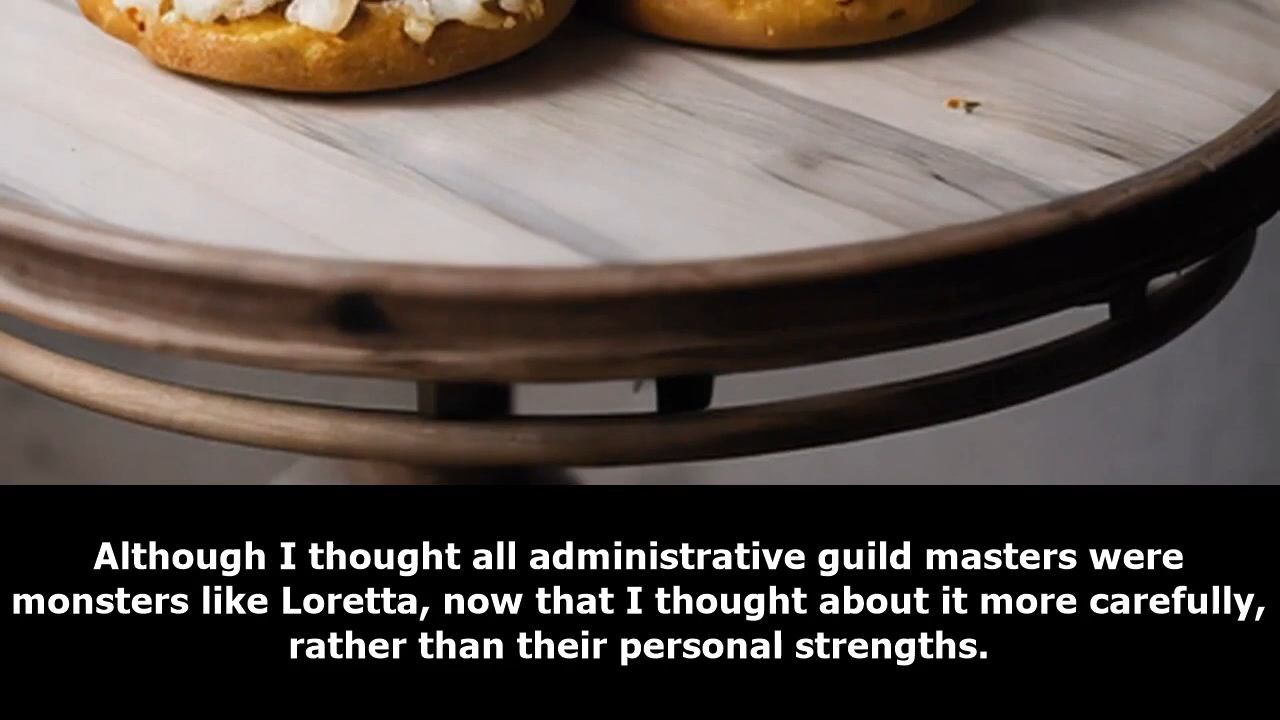 Although I thought all administrative guild masters were
monsters like Loretta, now that I thought about it more carefully,
rather than their personal strengths.